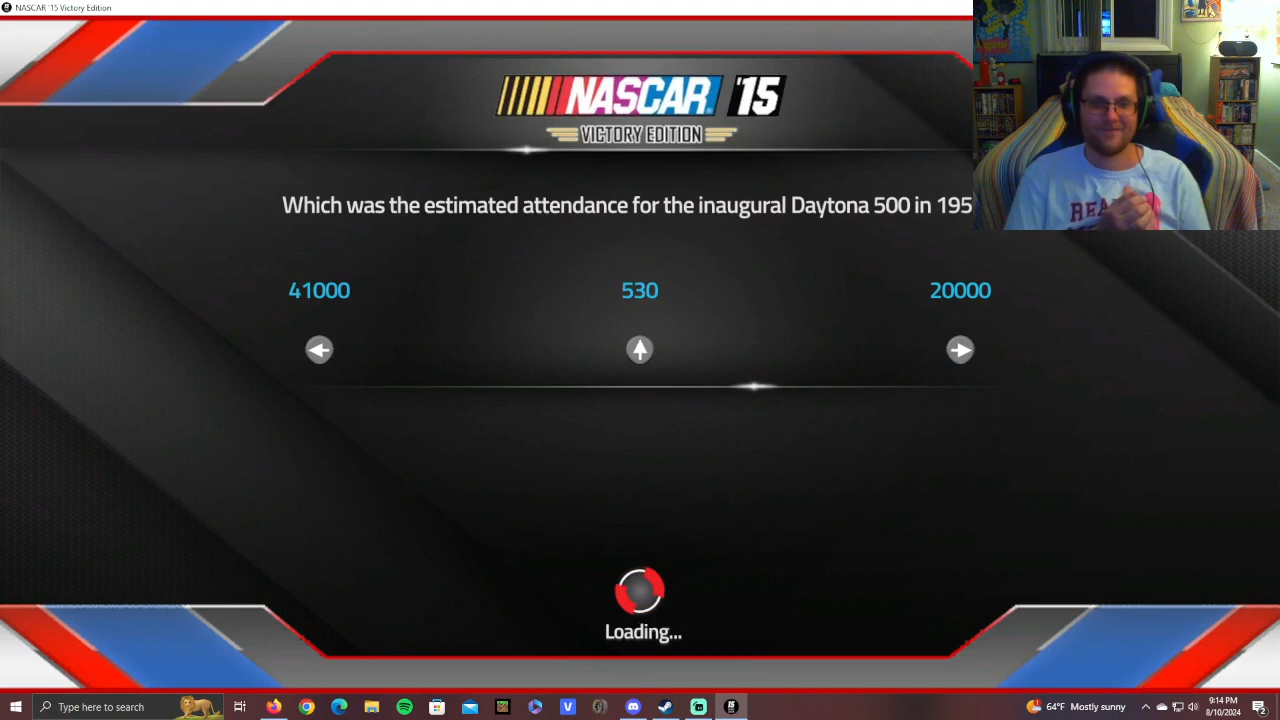 NASCAR '15 Victory Edition
NASCAR '15
VICTORY EDITION
Which was the estimated attendance for the inaugural Daytona 500 in 195
41000 530 20000
Loading...
Type here to search
64°F Mostly sunny
9:14 PM
8/10/2024
2